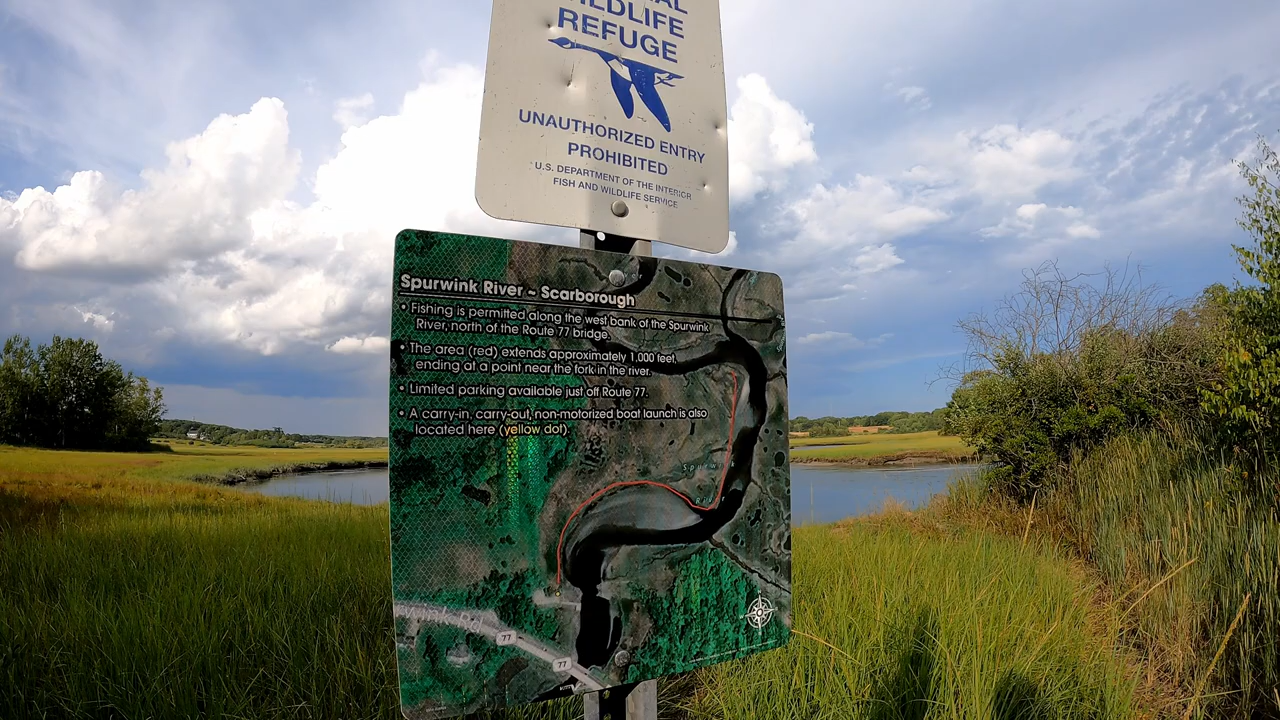 WILDLIFE
REFUGE
UNAUTHORIZED ENTRY
PROHIBITED
U.S. DEPARTMENT OF THE INTERIOR
FISH AND WILDLIFE SERVICE
Spurwink River ~ Scarborough
• Fishing is permitted along the west bank of the Spurwink
River, north of the Route 77 bridge.
• The area (red) extends approximately 1,000 feet,
ending at a point near the fork in the river.
• Limited parking available just off Route 77.
• A carry-in, carry-out, non-motorized boat launch is also
located here (yellow dot).
Spurwink
River
77
77